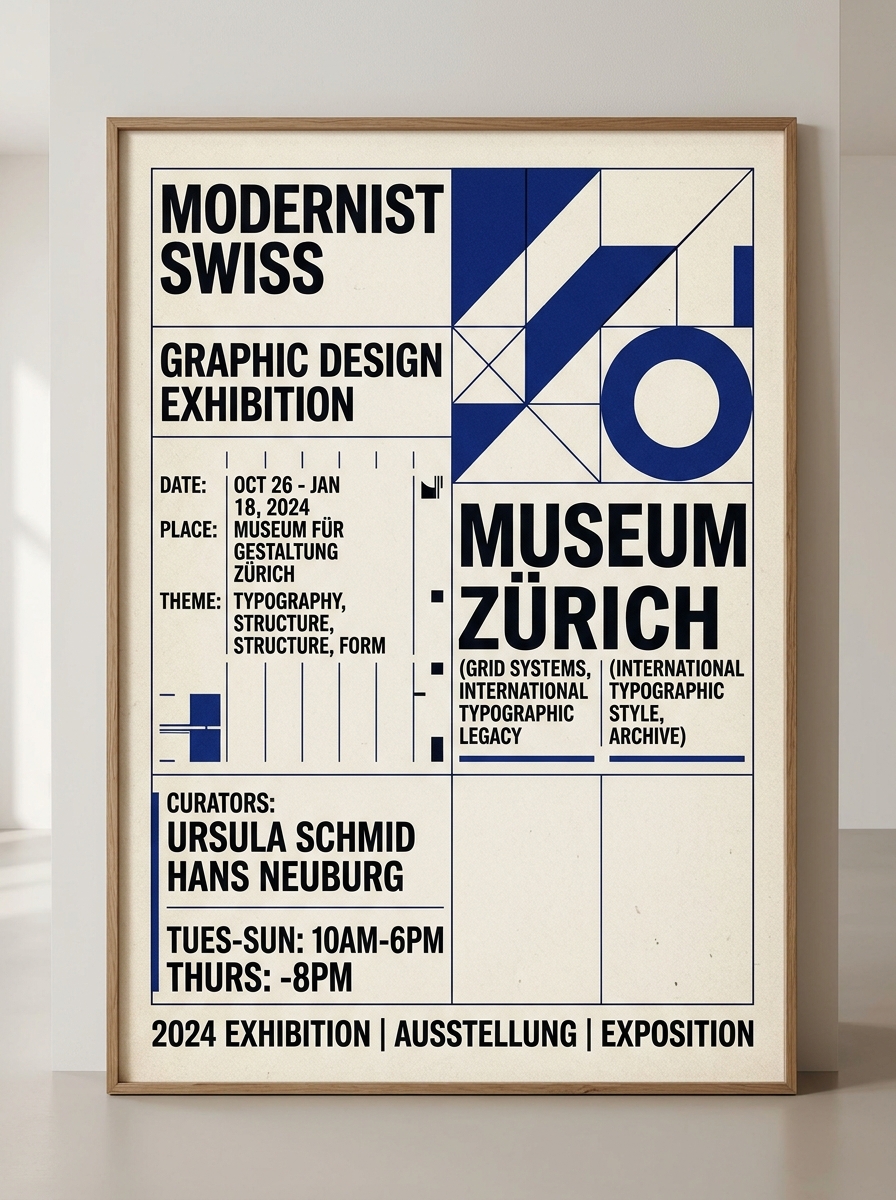 MODERNIST
SWISS
GRAPHIC DESIGN
EXHIBITION
DATE: OCT 26 - JAN
18, 2024
PLACE: MUSEUM FÜR
GESTALTUNG
ZÜRICH
THEME: TYPOGRAPHY,
STRUCTURE,
STRUCTURE, FORM
MUSEUM
ZÜRICH
(GRID SYSTEMS,
INTERNATIONAL
TYPOGRAPHIC
LEGACY
(INTERNATIONAL
TYPOGRAPHIC
STYLE,
ARCHIVE)
CURATORS:
URSULA SCHMID
HANS NEUBURG
TUES-SUN: 10AM-6PM
THURS: -8PM
2024 EXHIBITION | AUSSTELLUNG | EXPOSITION